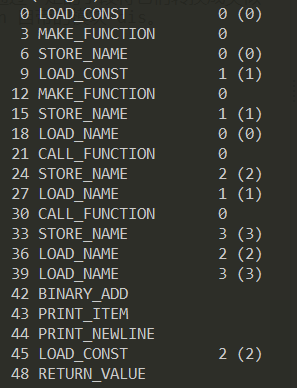 0 LOAD_CONST 0 (0)
3 MAKE_FUNCTION 0
6 STORE_NAME 0 (0)
9 LOAD_CONST 1 (1)
12 MAKE_FUNCTION 0
15 STORE_NAME 1 (1)
18 LOAD_NAME 0 (0)
21 CALL_FUNCTION 0
24 STORE_NAME 2 (2)
27 LOAD_NAME 1 (1)
30 CALL_FUNCTION 0
33 STORE_NAME 3 (3)
36 LOAD_NAME 2 (2)
39 LOAD_NAME 3 (3)
42 BINARY_ADD
43 PRINT_ITEM
44 PRINT_NEWLINE
45 LOAD_CONST 2 (2)
48 RETURN_VALUE